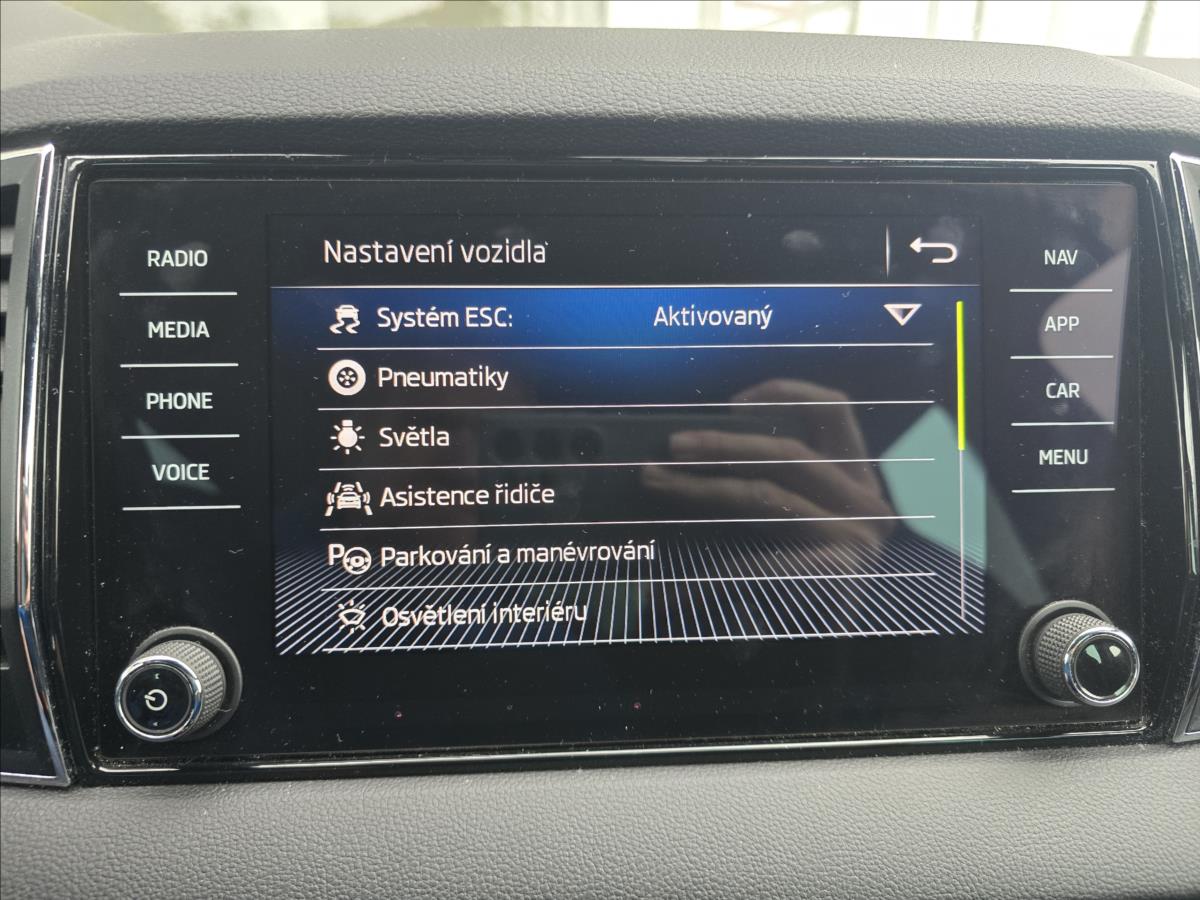 Nastavení vozidla
RADIO
MEDIA
PHONE
VOICE
Systém ESC: Aktivovaný
Pneumatiky
Světla
Asistence řidiče
Parkování a manévrování
Osvětlení interiéru
NAV
APP
CAR
MENU